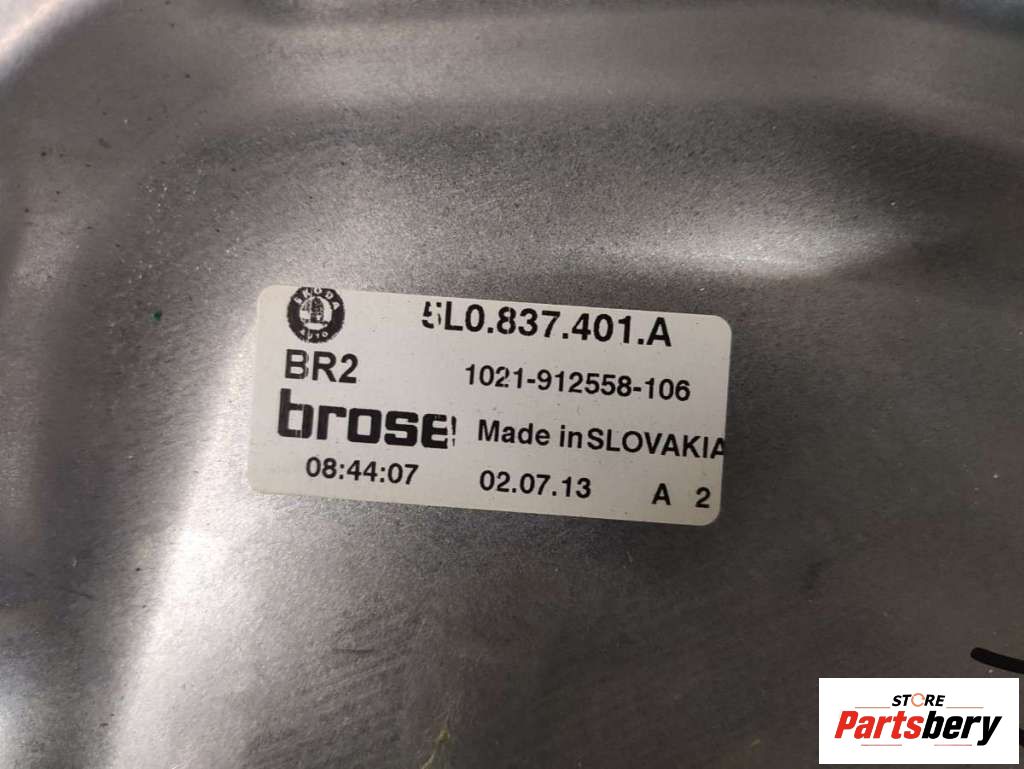 ŠKODA
AUTO
5L0.837.401.A
BR2
1021-912558-106
brose
Made in SLOVAKIA
08:44:07
02.07.13
A 2
STORE
Partsbery